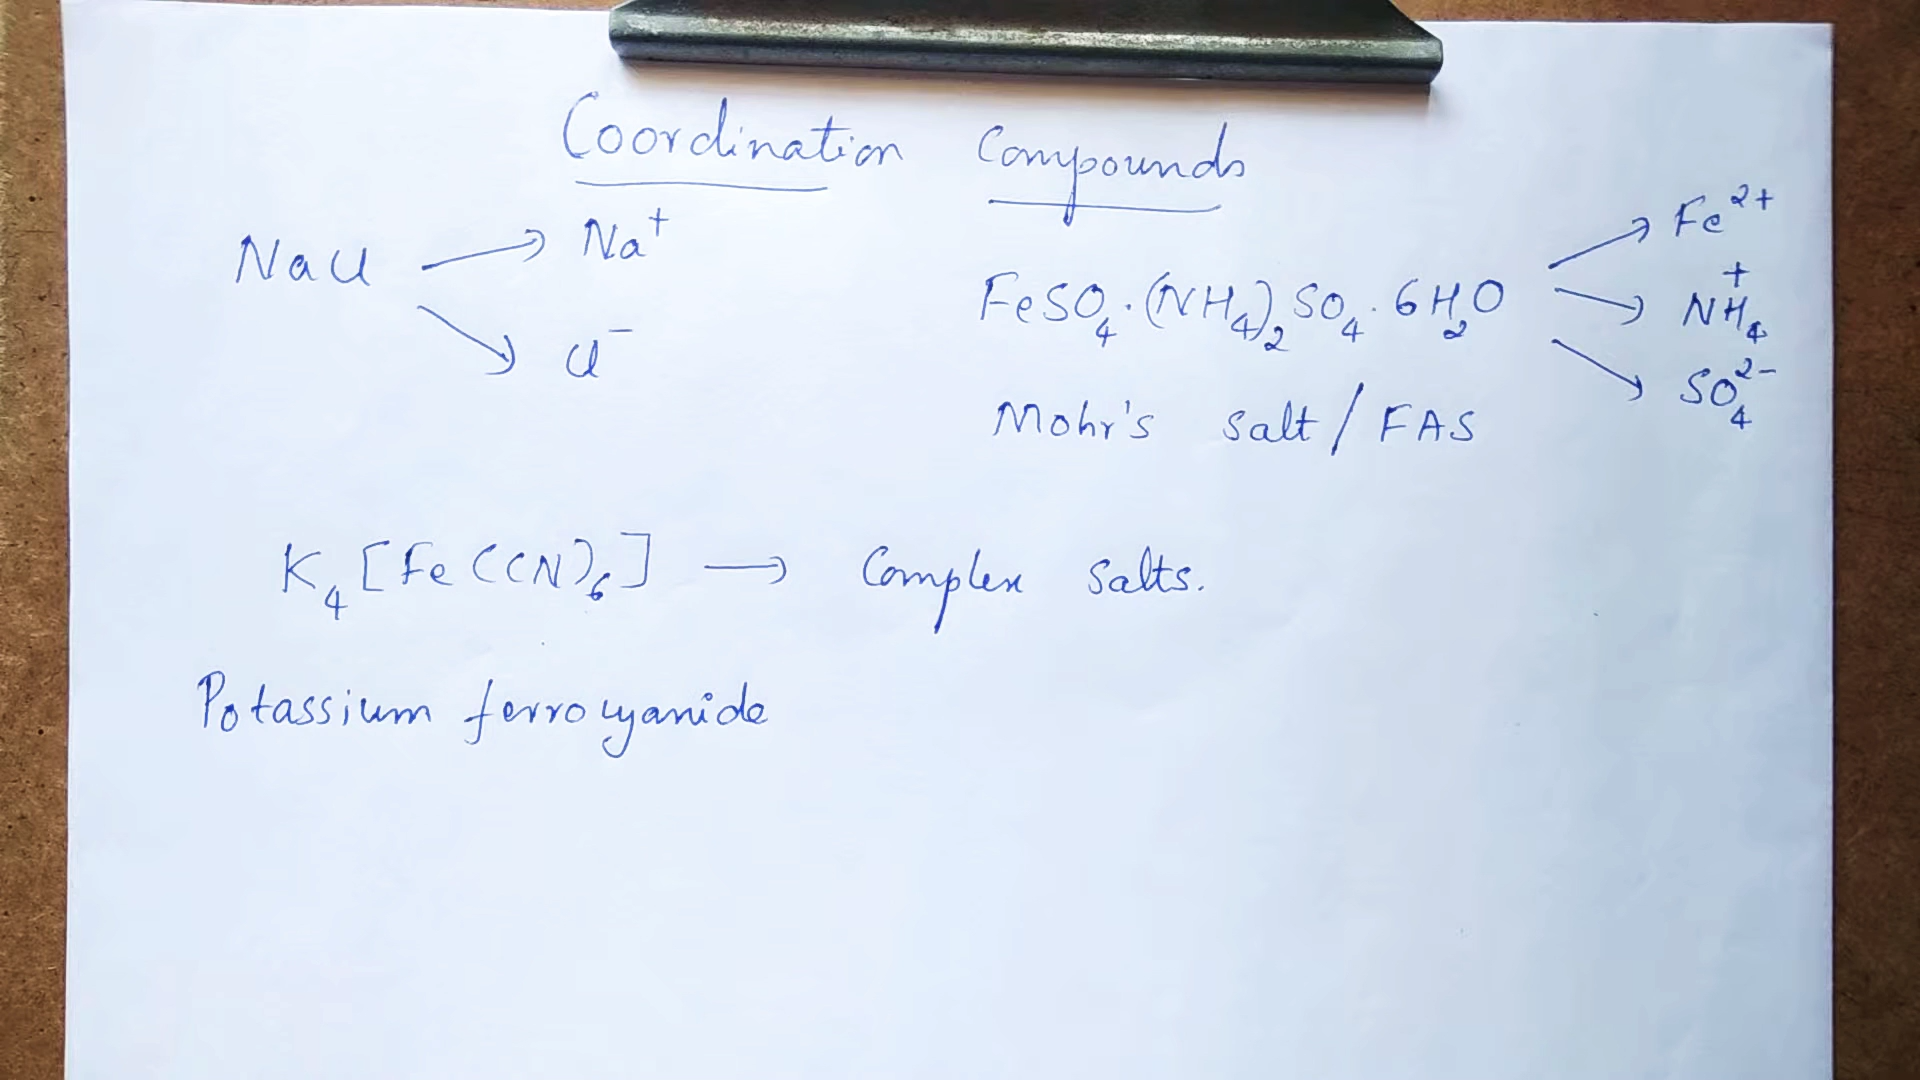 Coordination Compounds
NaCl → Na⁺
→ Cl⁻
FeSO₄·(NH₄)₂SO₄·6H₂O → Fe²⁺
→ NH₄⁺
→ SO₄²⁻
Mohr's salt / FAS
K₄[Fe(CN)₆] → Complex salts.
Potassium ferrocyanide